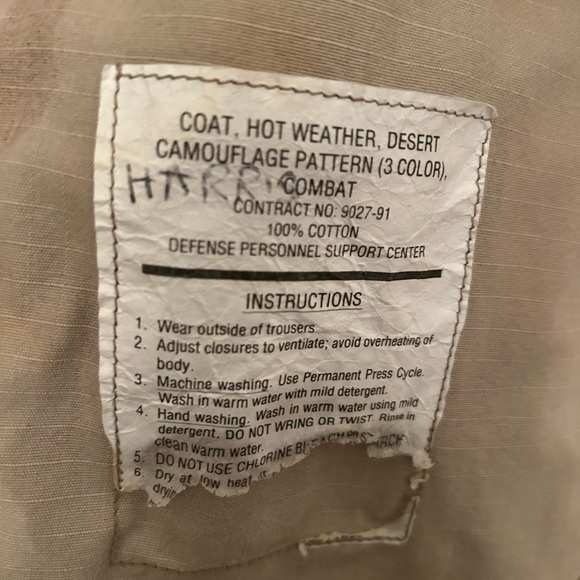 COAT, HOT WEATHER, DESERT
CAMOUFLAGE PATTERN (3 COLOR),
HARRIS
COMBAT
CONTRACT NO: 9027-91
100% COTTON
DEFENSE PERSONNEL SUPPORT CENTER
INSTRUCTIONS
1. Wear outside of trousers
2. Adjust closures to ventilate; avoid overheating of
body.
3. Machine washing. Use Permanent Press Cycle.
Wash in warm water with mild detergent.
4. Hand washing. Wash in warm water using mild
detergent. DO NOT WRING OR TWIST. Rinse in
clean warm water.
5. DO NOT USE CHLORINE BLEACH OR STARCH
6. Dry at low heat